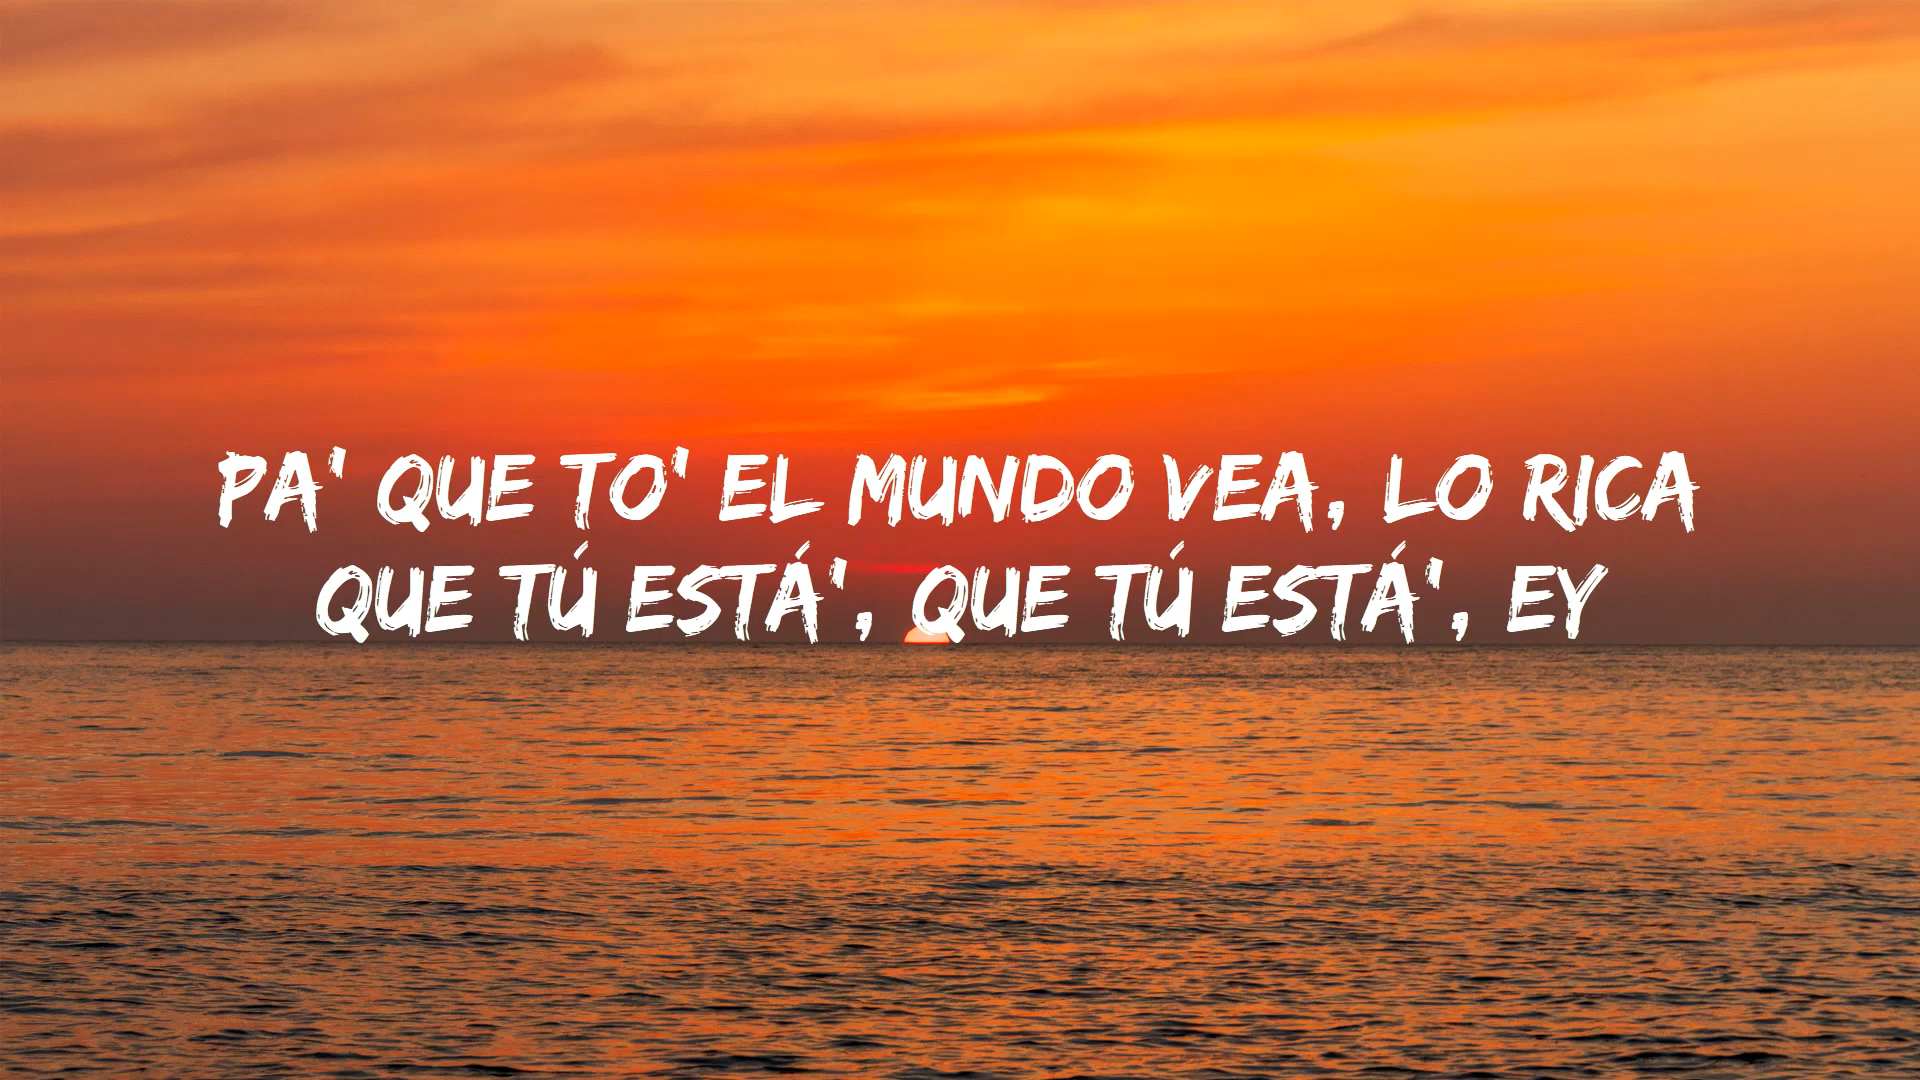 PA' QUE TO' EL MUNDO VEA, LO RICA
QUE TÚ ESTÁ', QUE TÚ ESTÁ', EY